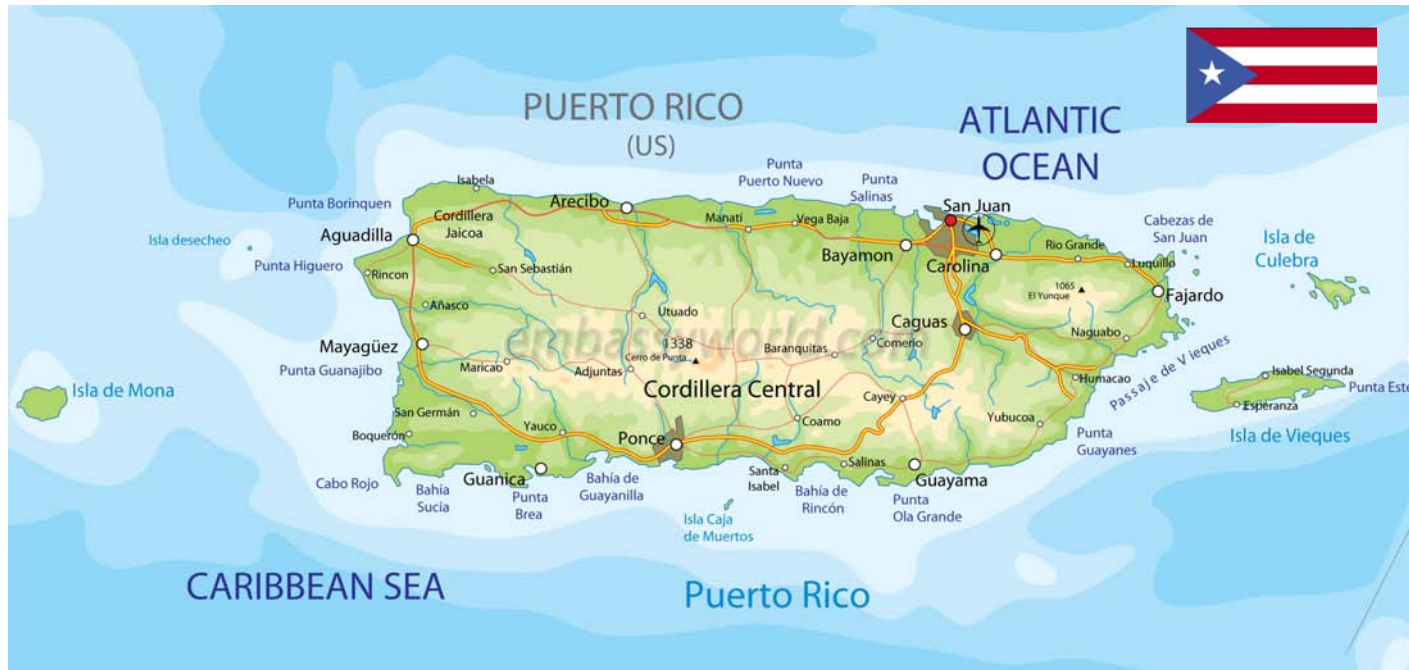 PUERTO RICO
(US)
ATLANTIC
OCEAN
Punta
Puerto Nuevo
Punta
Salinas
Isabela
Punta Borinquen
Arecibo
San Juan
Cordillera
Jaicoa
Manatí
Vega Baja
Cabezas de
San Juan
Isla desecheo
Aguadilla
Bayamon
Carolina
Rio Grande
Isla de
Culebra
Punta Higuero
Rincon
San Sebastián
Luquillo
1065
El Yunque
Fajardo
Añasco
Utuado
embassyworld.com
Caguas
Naguabo
Mayagüez
1338
Cerro de Punta
Baranquitas
Comerio
Punta Guanajibo
Maricao
Adjuntas
Cordillera Central
Humacao
Passaje de Vieques
Isabel Segunda
Punta Este
Isla de Mona
Cayey
Esperanza
San Germán
Yauco
Coamo
Yubucoa
Isla de Vieques
Boquerón
Ponce
Punta
Guayanes
Cabo Rojo
Guanica
Santa
Isabel
Salinas
Guayama
Bahía
Sucia
Punta
Brea
Bahía de
Guayanilla
Bahía de
Rincón
Punta
Ola Grande
Isla Caja
de Muertos
CARIBBEAN SEA
Puerto Rico